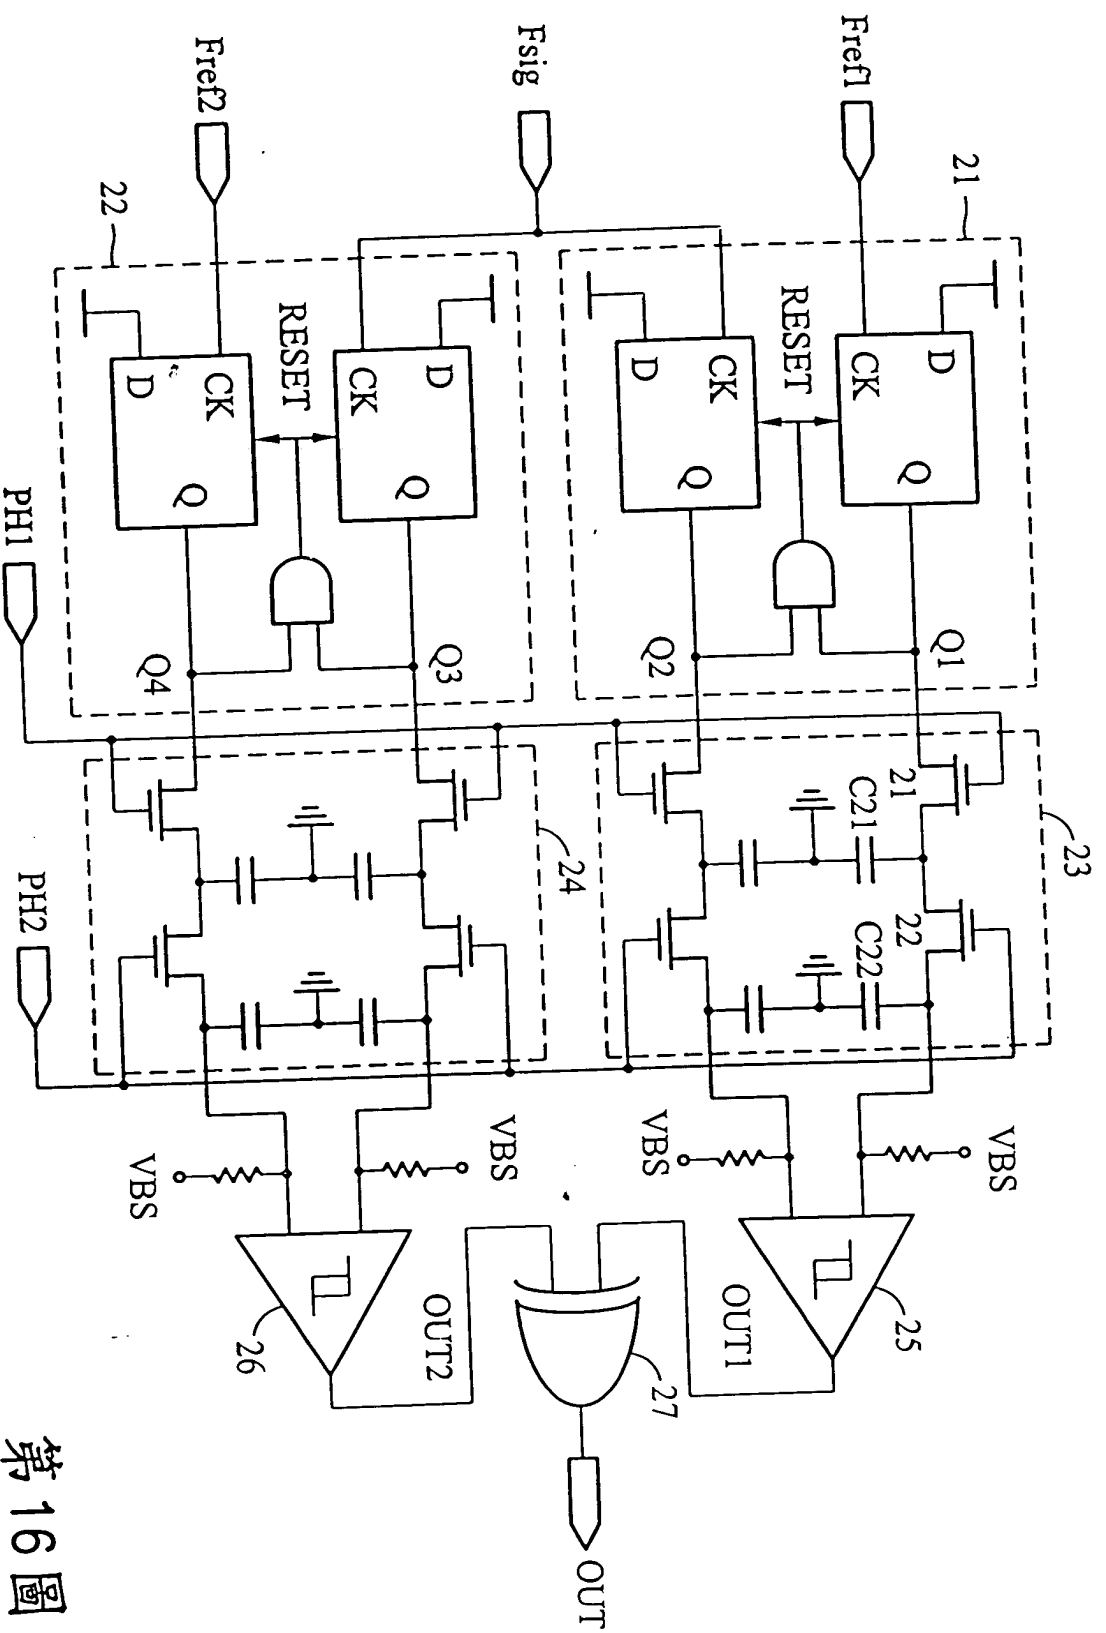 Fref1
Fsig
Fref2
21
22
D
CK
Q
RESET
CK
D
Q
D
CK
Q
RESET
CK
D
Q
Q1
Q2
Q3
Q4
PH1
PH2
23
24
21
22
C21
C22
VBS
VBS
VBS
VBS
25
26
OUT1
OUT2
27
OUT
第16圖